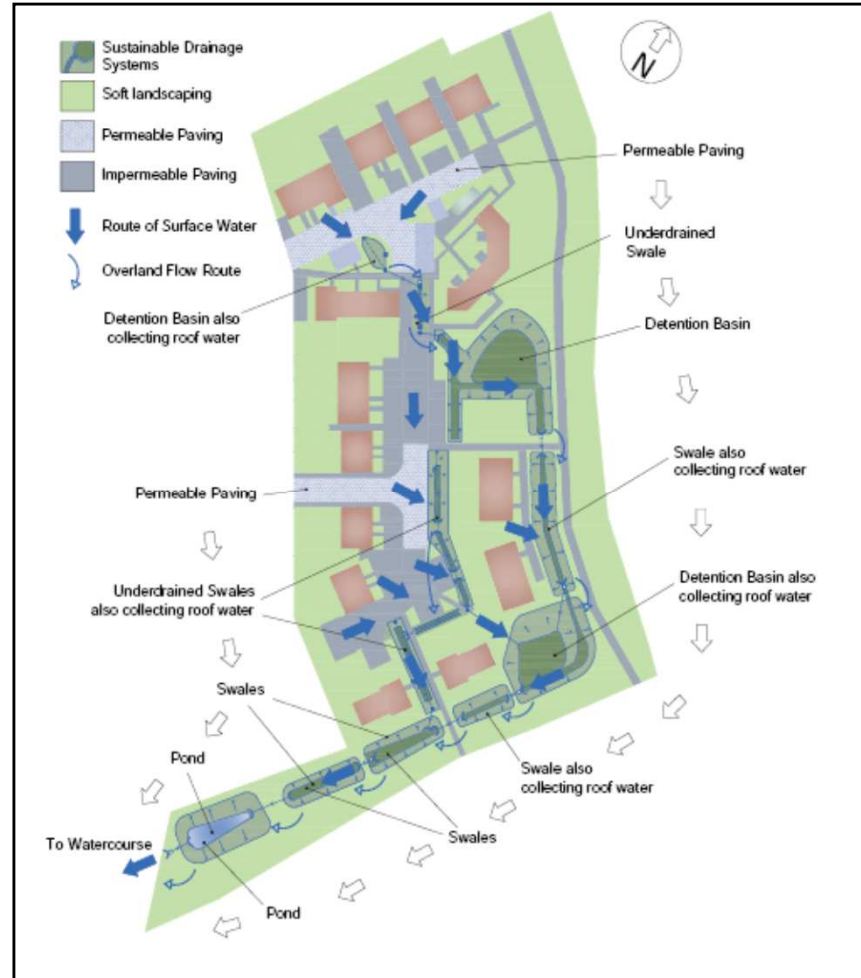 Sustainable Drainage
Systems
Soft landscaping
Permeable Paving
Impermeable Paving
Route of Surface Water
Overland Flow Route
N
Permeable Paving
Underdrained
Swale
Detention Basin also
collecting roof water
Detention Basin
Swale also
collecting roof water
Permeable Paving
Underdrained Swales
also collecting roof water
Detention Basin also
collecting roof water
Swales
Pond
Swale also
collecting roof water
To Watercourse
Swales
Pond